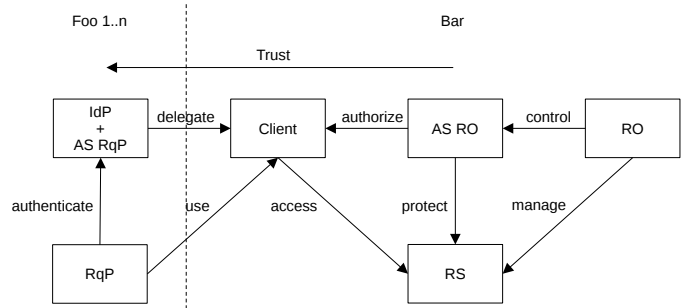 Foo 1..n
Bar
Trust
IdP
+
AS RqP
delegate
Client
authorize
AS RO
control
RO
authenticate
use
access
protect
manage
RqP
RS